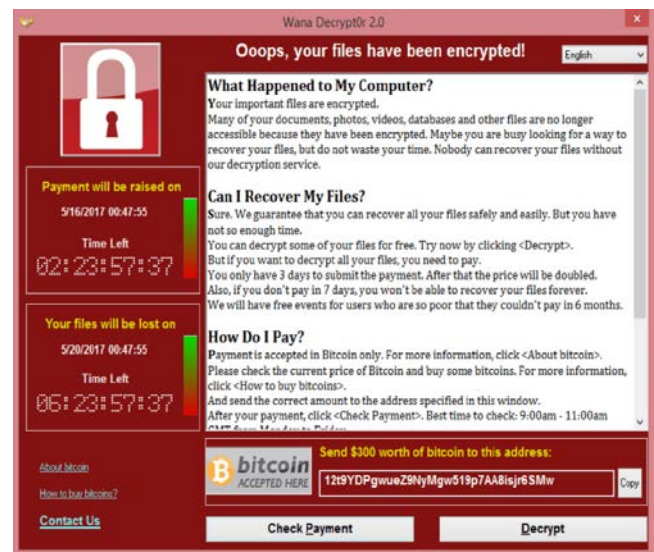 Wana Decrypt0r 2.0
Ooops, your files have been encrypted!
English
What Happened to My Computer?
Your important files are encrypted.
Many of your documents, photos, videos, databases and other files are no longer
accessible because they have been encrypted. Maybe you are busy looking for a way to
recover your files, but do not waste your time. Nobody can recover your files without
our decryption service.
Can I Recover My Files?
Sure. We guarantee that you can recover all your files safely and easily. But you have
not so enough time.
You can decrypt some of your files for free. Try now by clicking <Decrypt>.
But if you want to decrypt all your files, you need to pay.
You only have 3 days to submit the payment. After that the price will be doubled.
Also, if you don't pay in 7 days, you won't be able to recover your files forever.
We will have free events for users who are so poor that they couldn't pay in 6 months.
How Do I Pay?
Payment is accepted in Bitcoin only. For more information, click <About bitcoin>.
Please check the current price of Bitcoin and buy some bitcoins. For more information,
click <How to buy bitcoins>.
And send the correct amount to the address specified in this window.
After your payment, click <Check Payment>. Best time to check: 9:00am - 11:00am
GMT from Monday to Friday
Payment will be raised on
5/16/2017 00:47:55
Time Left
02:23:57:37
Your files will be lost on
5/20/2017 00:47:55
Time Left
06:23:57:37
About bitcoin
How to buy bitcoins?
Contact Us
bitcoin
ACCEPTED HERE
Send $300 worth of bitcoin to this address:
12t9YDPgwueZ9NyMgw519p7AA8isjr6SMw
Copy
Check Payment
Decrypt